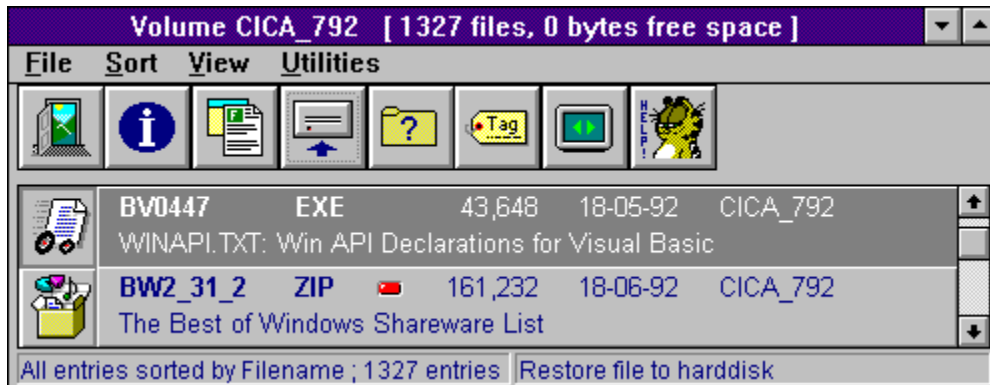 Volume CICA_792 [ 1327 files, 0 bytes free space ]
File Sort View Utilities
i F ? Tag HELP!
BV0447 EXE 43,648 18-05-92 CICA_792
WINAPI.TXT: Win API Declarations for Visual Basic
BW2_31_2 ZIP 161,232 18-06-92 CICA_792
The Best of Windows Shareware List
All entries sorted by Filename ; 1327 entries Restore file to harddisk